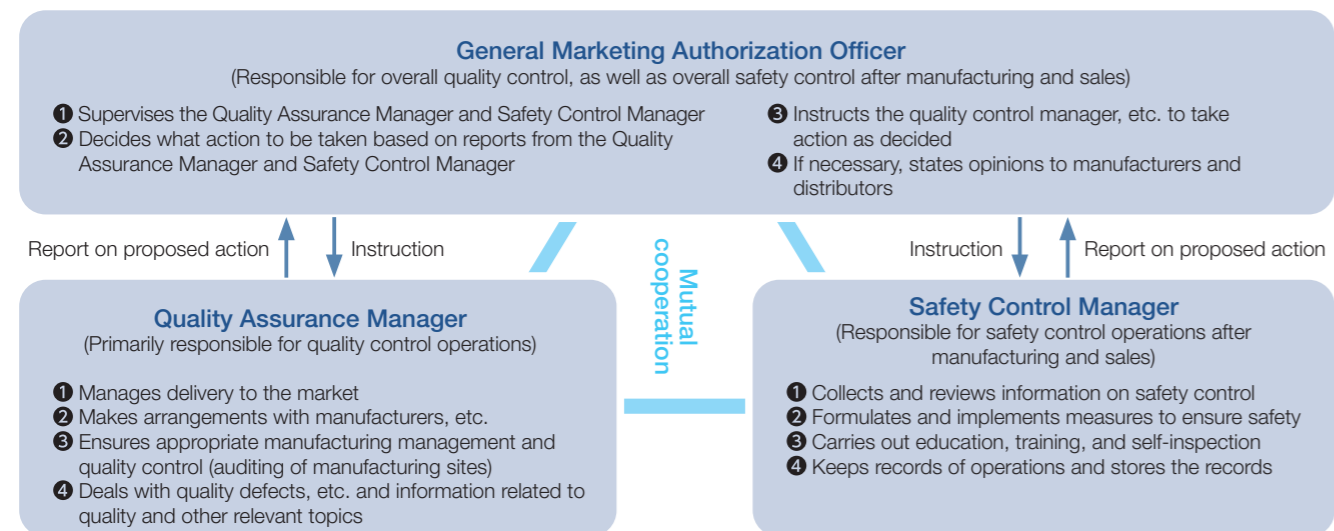 General Marketing Authorization Officer
(Responsible for overall quality control, as well as overall safety control after manufacturing and sales)
❶ Supervises the Quality Assurance Manager and Safety Control Manager
❷ Decides what action to be taken based on reports from the Quality
Assurance Manager and Safety Control Manager
❸ Instructs the quality control manager, etc. to take
action as decided
❹ If necessary, states opinions to manufacturers and
distributors
Report on proposed action
Instruction
Mutual
cooperation
Instruction
Report on proposed action
Quality Assurance Manager
(Primarily responsible for quality control operations)
❶ Manages delivery to the market
❷ Makes arrangements with manufacturers, etc.
❸ Ensures appropriate manufacturing management and
quality control (auditing of manufacturing sites)
❹ Deals with quality defects, etc. and information related to
quality and other relevant topics
Safety Control Manager
(Responsible for safety control operations after
manufacturing and sales)
❶ Collects and reviews information on safety control
❷ Formulates and implements measures to ensure safety
❸ Carries out education, training, and self-inspection
❹ Keeps records of operations and stores the records